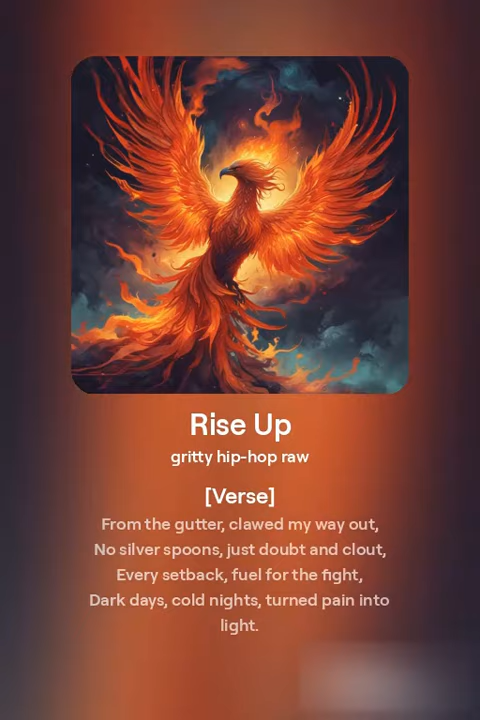 Rise Up
gritty hip-hop raw
[Verse]
From the gutter, clawed my way out,
No silver spoons, just doubt and clout,
Every setback, fuel for the fight,
Dark days, cold nights, turned pain into
light.